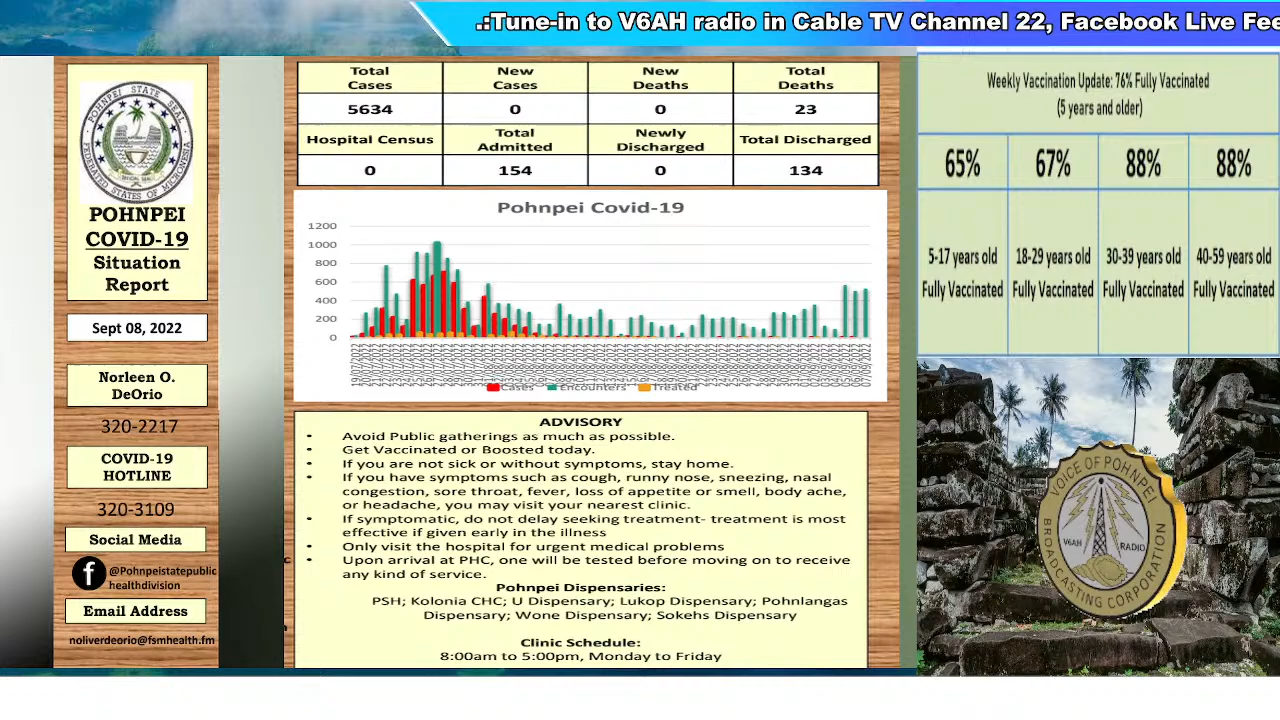 .:Tune-in to V6AH radio in Cable TV Channel 22, Facebook Live Fee
POHNPEI STATE SEAL
FEDERATED STATES OF MICRONESIA
POHNPEI
COVID-19
Situation
Report
Sept 08, 2022
Norleen O.
DeOrio
320-2217
COVID-19
HOTLINE
320-3109
Social Media
@Pohnpeistatepublic
healthdivision
Email Address
noliverdeorio@fsmhealth.fm
Total Cases New Cases New Deaths Total Deaths
5634 0 0 23
Hospital Census Total Admitted Newly Discharged Total Discharged
0 154 0 134
Pohnpei Covid-19
1200
1000
800
600
400
200
0
Cases Encounters Treated
ADVISORY
• Avoid Public gatherings as much as possible.
• Get Vaccinated or Boosted today.
• If you are not sick or without symptoms, stay home.
• If you have symptoms such as cough, runny nose, sneezing, nasal
congestion, sore throat, fever, loss of appetite or smell, body ache,
or headache, you may visit your nearest clinic.
• If symptomatic, do not delay seeking treatment- treatment is most
effective if given early in the illness
• Only visit the hospital for urgent medical problems
• Upon arrival at PHC, one will be tested before moving on to receive
any kind of service.
Pohnpei Dispensaries:
PSH; Kolonia CHC; U Dispensary; Lukop Dispensary; Pohnlangas
Dispensary; Wone Dispensary; Sokehs Dispensary
Clinic Schedule:
8:00am to 5:00pm, Monday to Friday
Weekly Vaccination Update: 76% Fully Vaccinated
(5 years and older)
65% 67% 88% 88%
5-17 years old 18-29 years old 30-39 years old 40-59 years old
Fully Vaccinated Fully Vaccinated Fully Vaccinated Fully Vaccinated
VOICE OF POHNPEI
V6AH RADIO
BROADCASTING CORPORATION